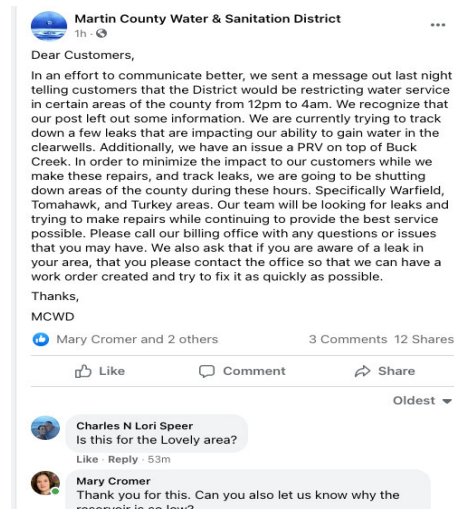 Martin County Water & Sanitation District
1h ·
Dear Customers,
In an effort to communicate better, we sent a message out last night
telling customers that the District would be restricting water service
in certain areas of the county from 12pm to 4am. We recognize that
our post left out some information. We are currently trying to track
down a few leaks that are impacting our ability to gain water in the
clearwells. Additionally, we have an issue a PRV on top of Buck
Creek. In order to minimize the impact to our customers while we
make these repairs, and track leaks, we are going to be shutting
down areas of the county during these hours. Specifically Warfield,
Tomahawk, and Turkey areas. Our team will be looking for leaks and
trying to make repairs while continuing to provide the best service
possible. Please call our billing office with any questions or issues
that you may have. We also ask that if you are aware of a leak in
your area, that you please contact the office so that we can have a
work order created and try to fix it as quickly as possible.
Thanks,
MCWD
Mary Cromer and 2 others 3 Comments 12 Shares
Like Comment Share
Oldest
Charles N Lori Speer
Is this for the Lovely area?
Like · Reply · 53m
Mary Cromer
Thank you for this. Can you also let us know why the
reservoir is so low?